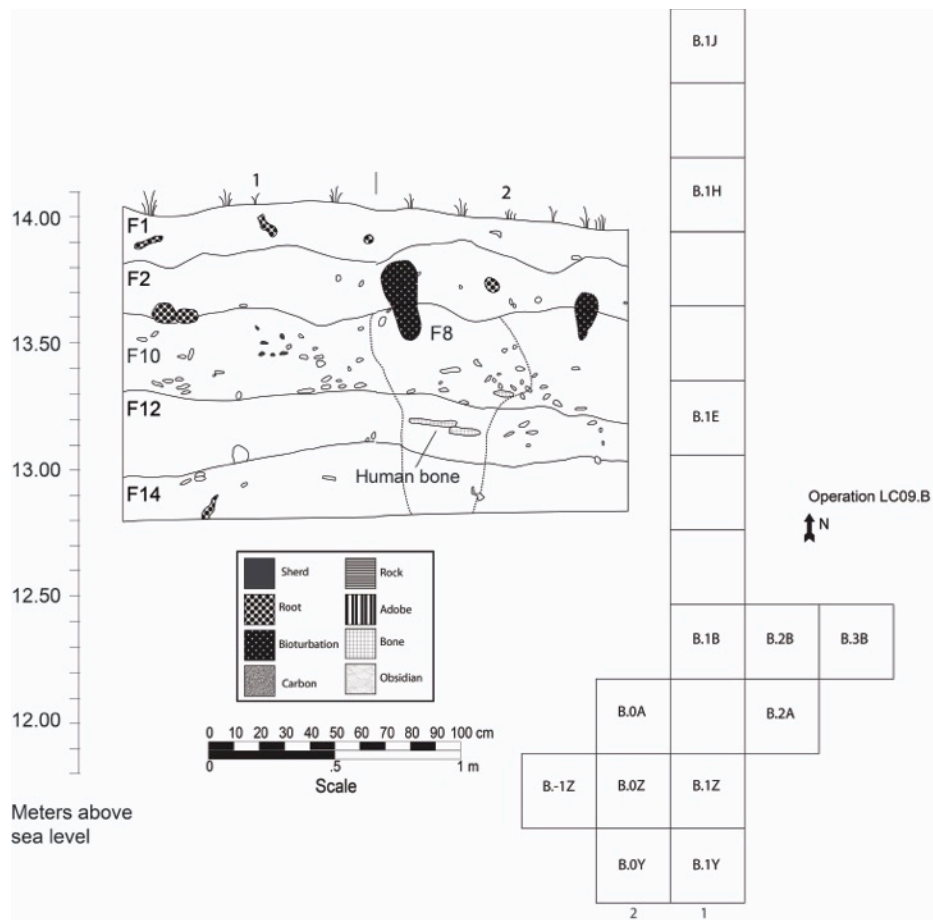 B.1J
B.1H
B.1E
Operation LC09.B
N
B.1B B.2B B.3B
B.0A B.2A
B.-1Z B.0Z B.1Z
B.0Y B.1Y
2 1
1 2
14.00
13.50
13.00
12.50
12.00
Meters above
sea level
F1
F2
F8
F10
F12
F14
Human bone
Sherd Rock
Root Adobe
Bioturbation Bone
Carbon Obsidian
0 10 20 30 40 50 60 70 80 90 100 cm
0 .5 1 m
Scale